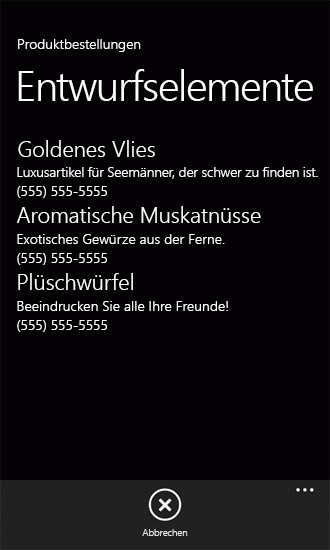 Produktbestellungen
Entwurfselemente
Goldenes Vlies
Luxusartikel für Seemänner, der schwer zu finden ist.
(555) 555-5555
Aromatische Muskatnüsse
Exotisches Gewürze aus der Ferne.
(555) 555-5555
Plüschwürfel
Beeindrucken Sie alle Ihre Freunde!
(555) 555-5555
Abbrechen